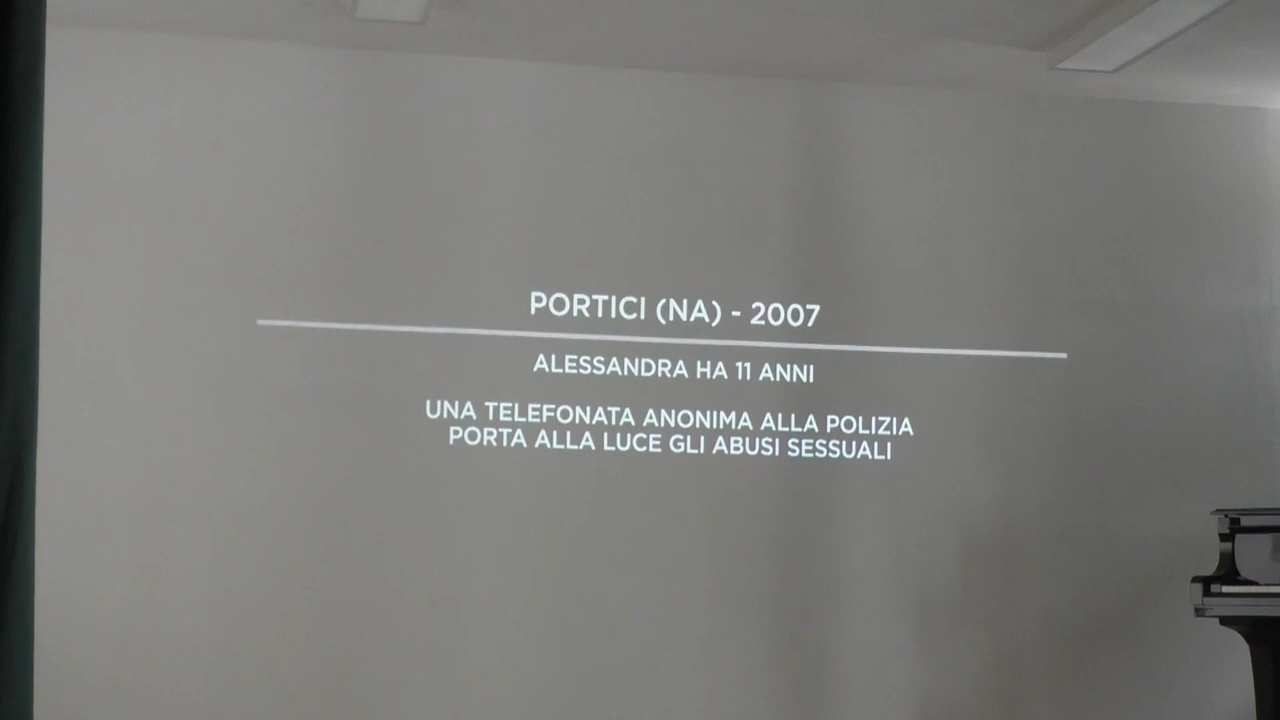 PORTICI (NA) - 2007
ALESSANDRA HA 11 ANNI
UNA TELEFONATA ANONIMA ALLA POLIZIA
PORTA ALLA LUCE GLI ABUSI SESSUALI